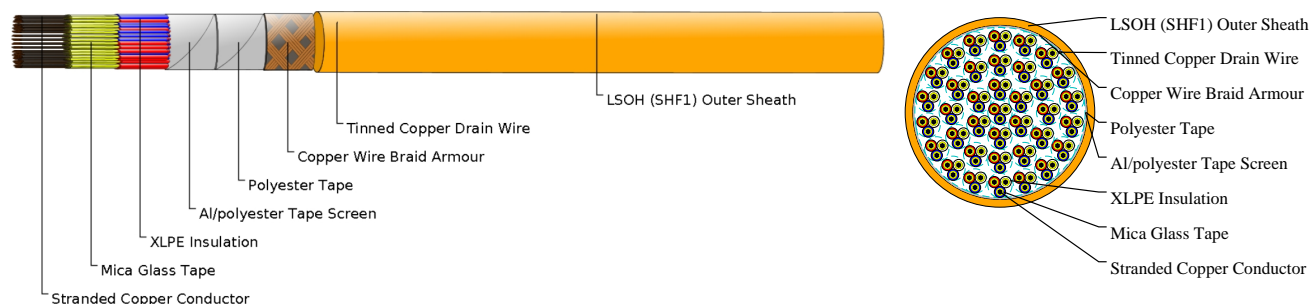 LSOH (SHF1) Outer Sheath
Tinned Copper Drain Wire
Copper Wire Braid Armour
Polyester Tape
Al/polyester Tape Screen
XLPE Insulation
Mica Glass Tape
Stranded Copper Conductor
LSOH (SHF1) Outer Sheath
Tinned Copper Drain Wire
Copper Wire Braid Armour
Polyester Tape
Al/polyester Tape Screen
XLPE Insulation
Mica Glass Tape
Stranded Copper Conductor